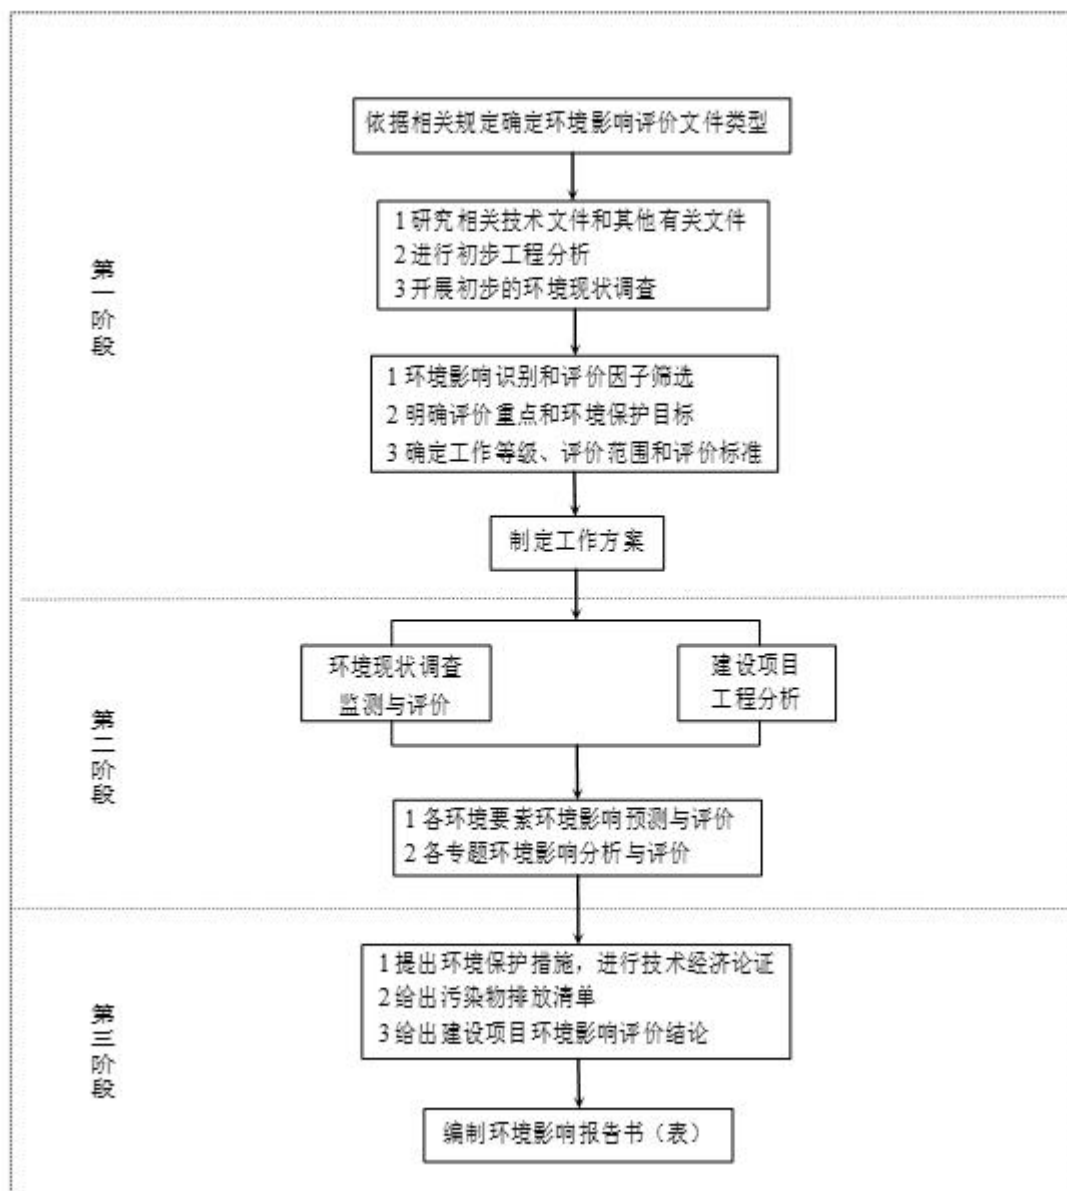 依据相关规定确定环境影响评价文件类型
1 研究相关技术文件和其他有关文件
2 进行初步工程分析
3 开展初步的环境现状调查
第一阶段
1 环境影响识别和评价因子筛选
2 明确评价重点和环境保护目标
3 确定工作等级、评价范围和评价标准
制定工作方案
环境现状调查
监测与评价
建设项目
工程分析
第二阶段
1 各环境要素环境影响预测与评价
2 各专题环境影响分析与评价
1 提出环境保护措施，进行技术经济论证
2 给出污染物排放清单
3 给出建设项目环境影响评价结论
第三阶段
编制环境影响报告书（表）